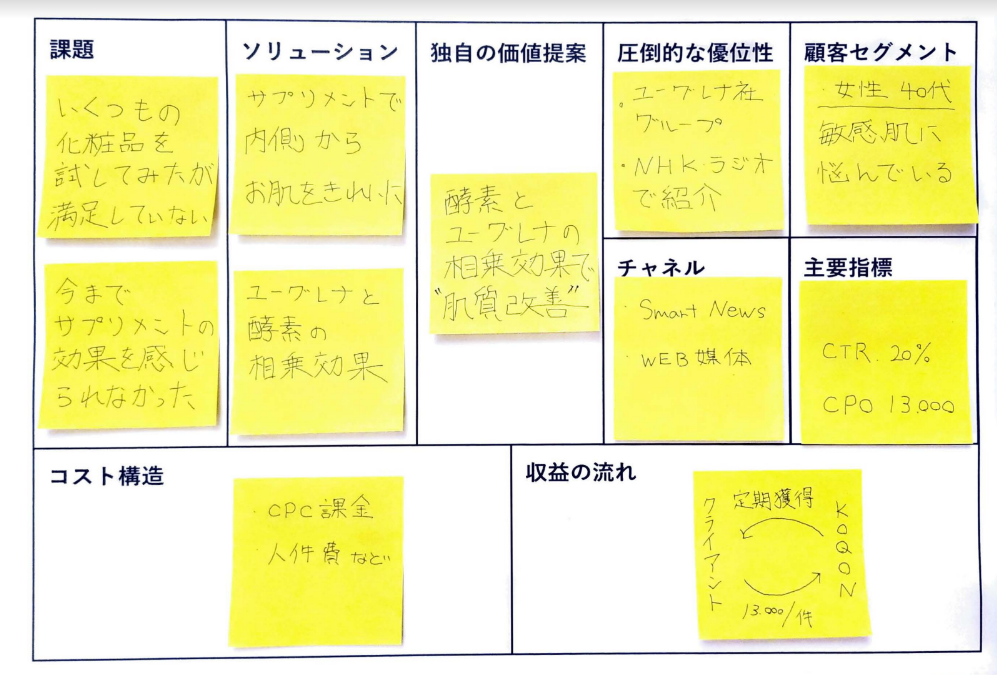 課題
いくつもの
化粧品を
試してみたが
満足していない
今まで
サプリメントの
効果を感じ
られなかった
ソリューション
サプリメントで
内側から
お肌をきれいに
ユーグレナと
酵素の
相乗効果
独自の価値提案
酵素と
ユーグレナの
相乗効果で
"肌質改善"
圧倒的な優位性
・ユーグレナ社
グループ
・NHK・ラジオ
で紹介
チャネル
・Smart News
・WEB媒体
顧客セグメント
・女性 40代
敏感肌に
悩んでいる
主要指標
CTR 20%
CPO 13,000
コスト構造
・CPC課金
・人件費など
収益の流れ
クライアント
定期獲得
13,000/件
KOQON